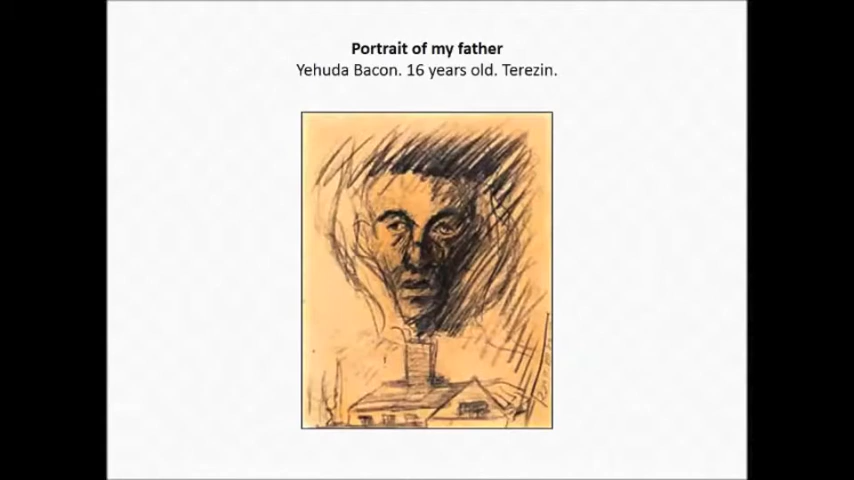 Portrait of my father
Yehuda Bacon. 16 years old. Terezin.